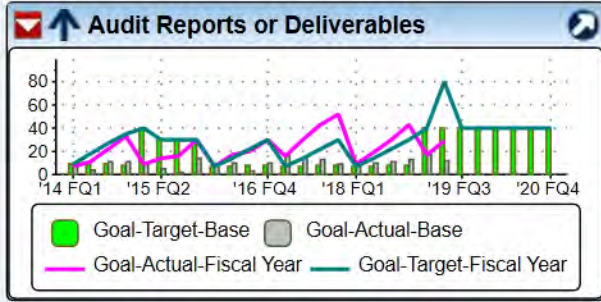 Audit Reports or Deliverables
80
60
40
20
0
'14 FQ1 '15 FQ2 '16 FQ4 '18 FQ1 '19 FQ3 '20 FQ4
Goal-Target-Base Goal-Actual-Base
Goal-Actual-Fiscal Year Goal-Target-Fiscal Year